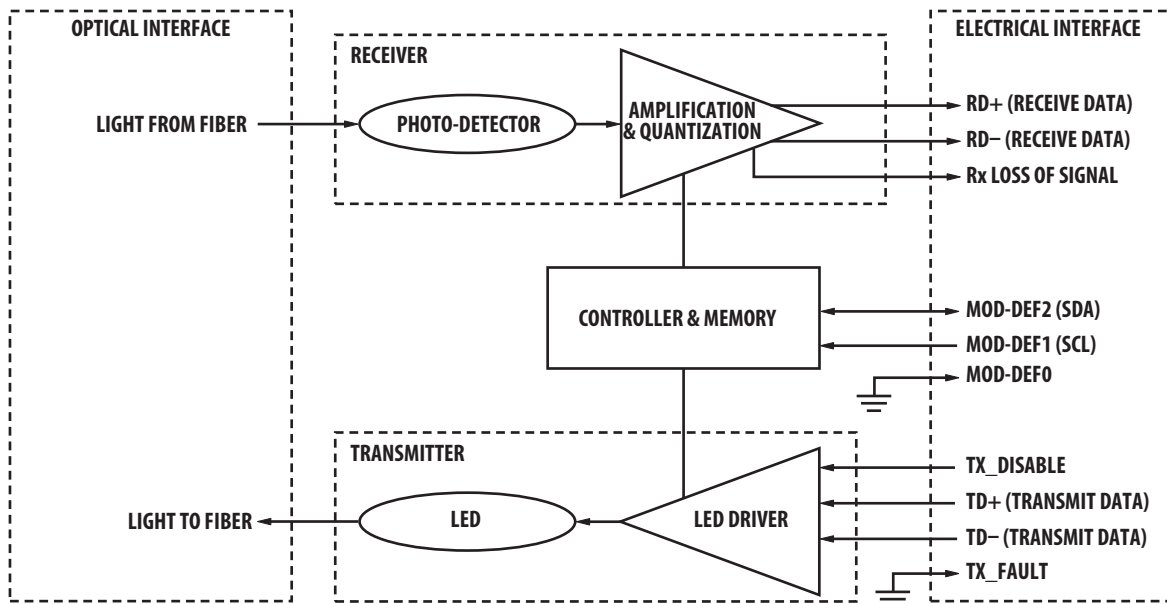 OPTICAL INTERFACE
ELECTRICAL INTERFACE
RECEIVER
LIGHT FROM FIBER
PHOTO-DETECTOR
AMPLIFICATION
& QUANTIZATION
RD+ (RECEIVE DATA)
RD– (RECEIVE DATA)
Rx LOSS OF SIGNAL
CONTROLLER & MEMORY
MOD-DEF2 (SDA)
MOD-DEF1 (SCL)
MOD-DEF0
TRANSMITTER
LIGHT TO FIBER
LED
LED DRIVER
TX_DISABLE
TD+ (TRANSMIT DATA)
TD– (TRANSMIT DATA)
TX_FAULT